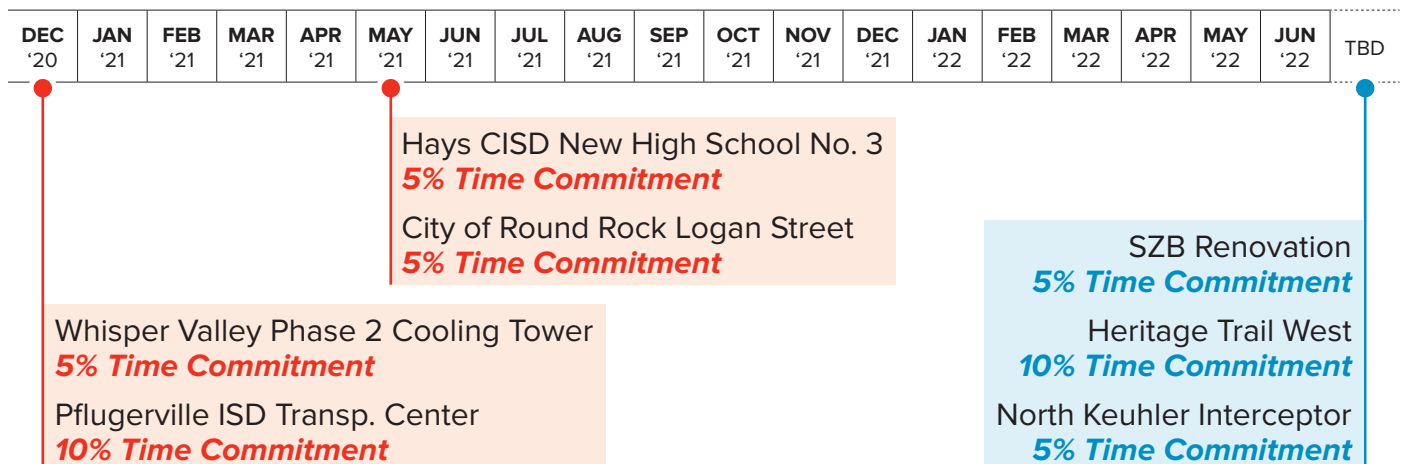 DEC JAN FEB MAR APR MAY JUN JUL AUG SEP OCT NOV DEC JAN FEB MAR APR MAY JUN TBD
‘20 ‘21 ‘21 ‘21 ‘21 ‘21 ‘21 ‘21 ‘21 ‘21 ‘21 ‘21 ‘21 ‘22 ‘22 ‘22 ‘22 ‘22 ‘22
Hays CISD New High School No. 3
5% Time Commitment
City of Round Rock Logan Street
5% Time Commitment
Whisper Valley Phase 2 Cooling Tower
5% Time Commitment
Pflugerville ISD Transp. Center
10% Time Commitment
SZB Renovation
5% Time Commitment
Heritage Trail West
10% Time Commitment
North Keuhler Interceptor
5% Time Commitment